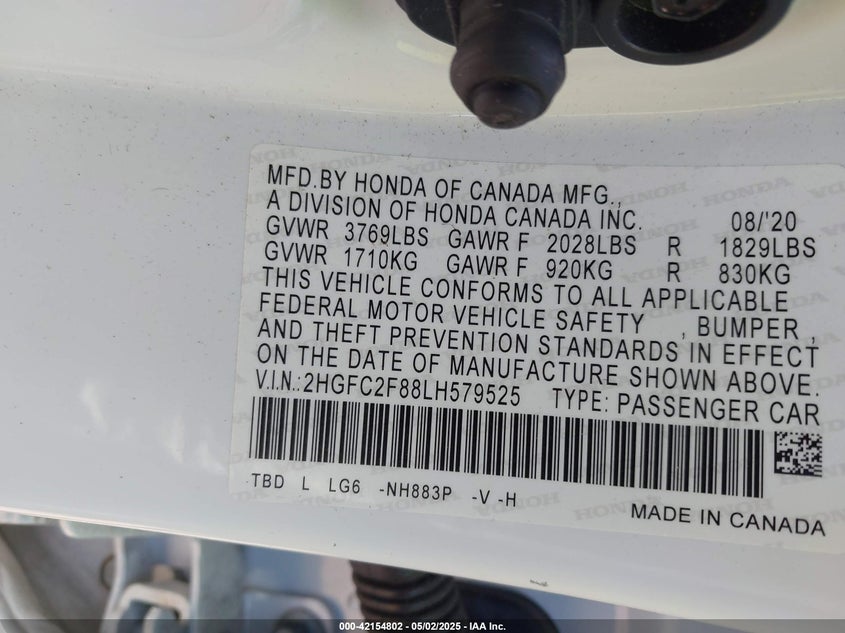 MFD.BY HONDA OF CANADA MFG.,
A DIVISION OF HONDA CANADA INC. 08/'20
GVWR 3769LBS GAWR F 2028LBS R 1829LBS
GVWR 1710KG GAWR F 920KG R 830KG
THIS VEHICLE CONFORMS TO ALL APPLICABLE
FEDERAL MOTOR VEHICLE SAFETY , BUMPER
AND THEFT PREVENTION STANDARDS IN EFFECT
ON THE DATE OF MANUFACTURE SHOWN ABOVE.
V.I.N.: 2HGFC2F88LH579525 TYPE: PASSENGER CAR
TBD L LG6 -NH883P -V -H
MADE IN CANADA
000-42154802 - 05/02/2025 - IAA Inc.